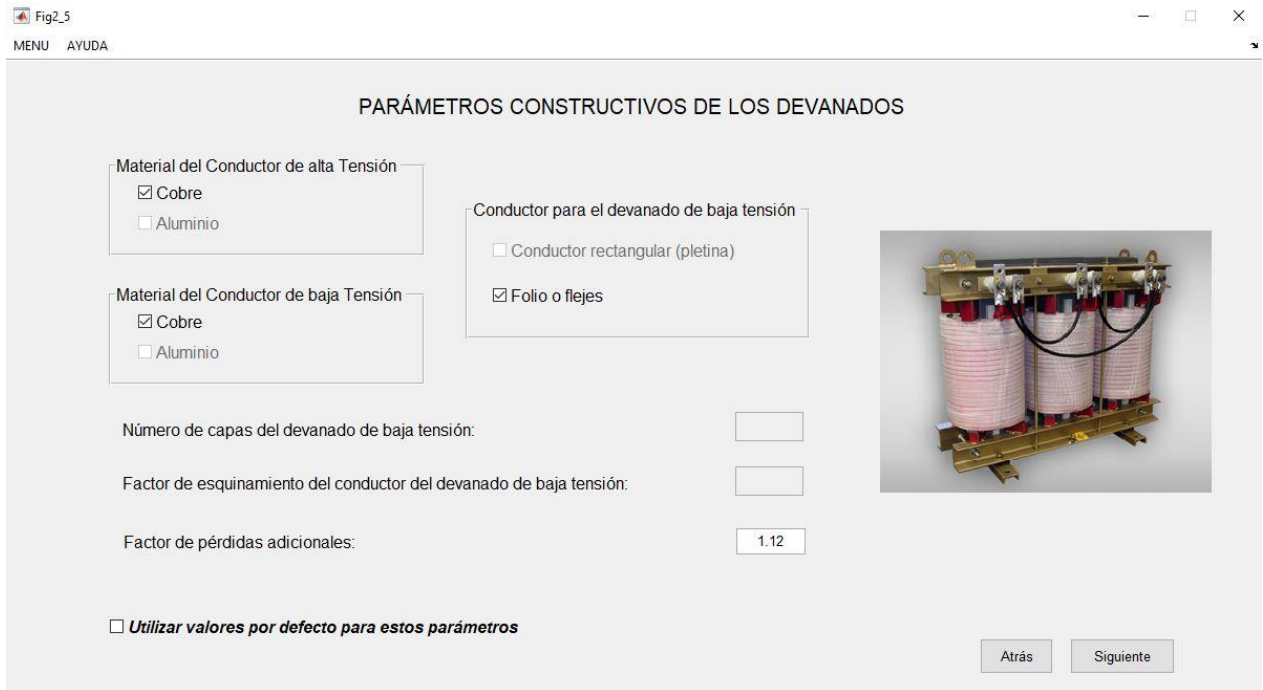 Fig2_5
MENU AYUDA
PARÁMETROS CONSTRUCTIVOS DE LOS DEVANADOS
Material del Conductor de alta Tensión
Cobre
Aluminio
Material del Conductor de baja Tensión
Cobre
Aluminio
Conductor para el devanado de baja tensión
Conductor rectangular (pletina)
Folio o flejes
Número de capas del devanado de baja tensión:
Factor de esquinamiento del conductor del devanado de baja tensión:
Factor de pérdidas adicionales:
1.12
Utilizar valores por defecto para estos parámetros
Atrás
Siguiente